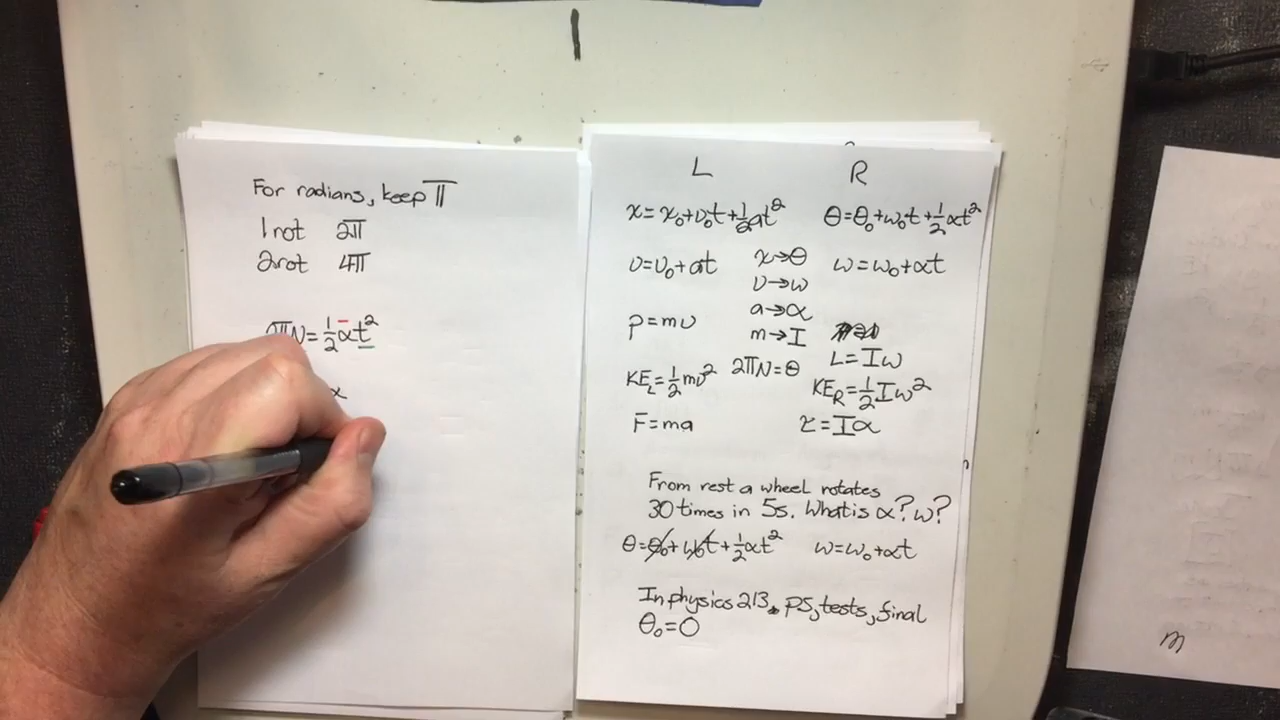 For radians, keep π
1 rot 2π
2 rot 4π
2πN=½αt²
α
L R
x=x₀+v₀t+½at² θ=θ₀+ω₀t+½αt²
v=v₀+at x→θ ω=ω₀+αt
v→ω
a→α
p=mv m→I
L=Iω
KE_L=½mv² 2πN=θ KE_R=½Iω²
F=ma τ=Iα
From rest a wheel rotates
30 times in 5s. What is α? ω?
θ=θ₀+ω₀t+½αt² ω=ω₀+αt
In physics 213, PS, tests, final
θ₀=0
m